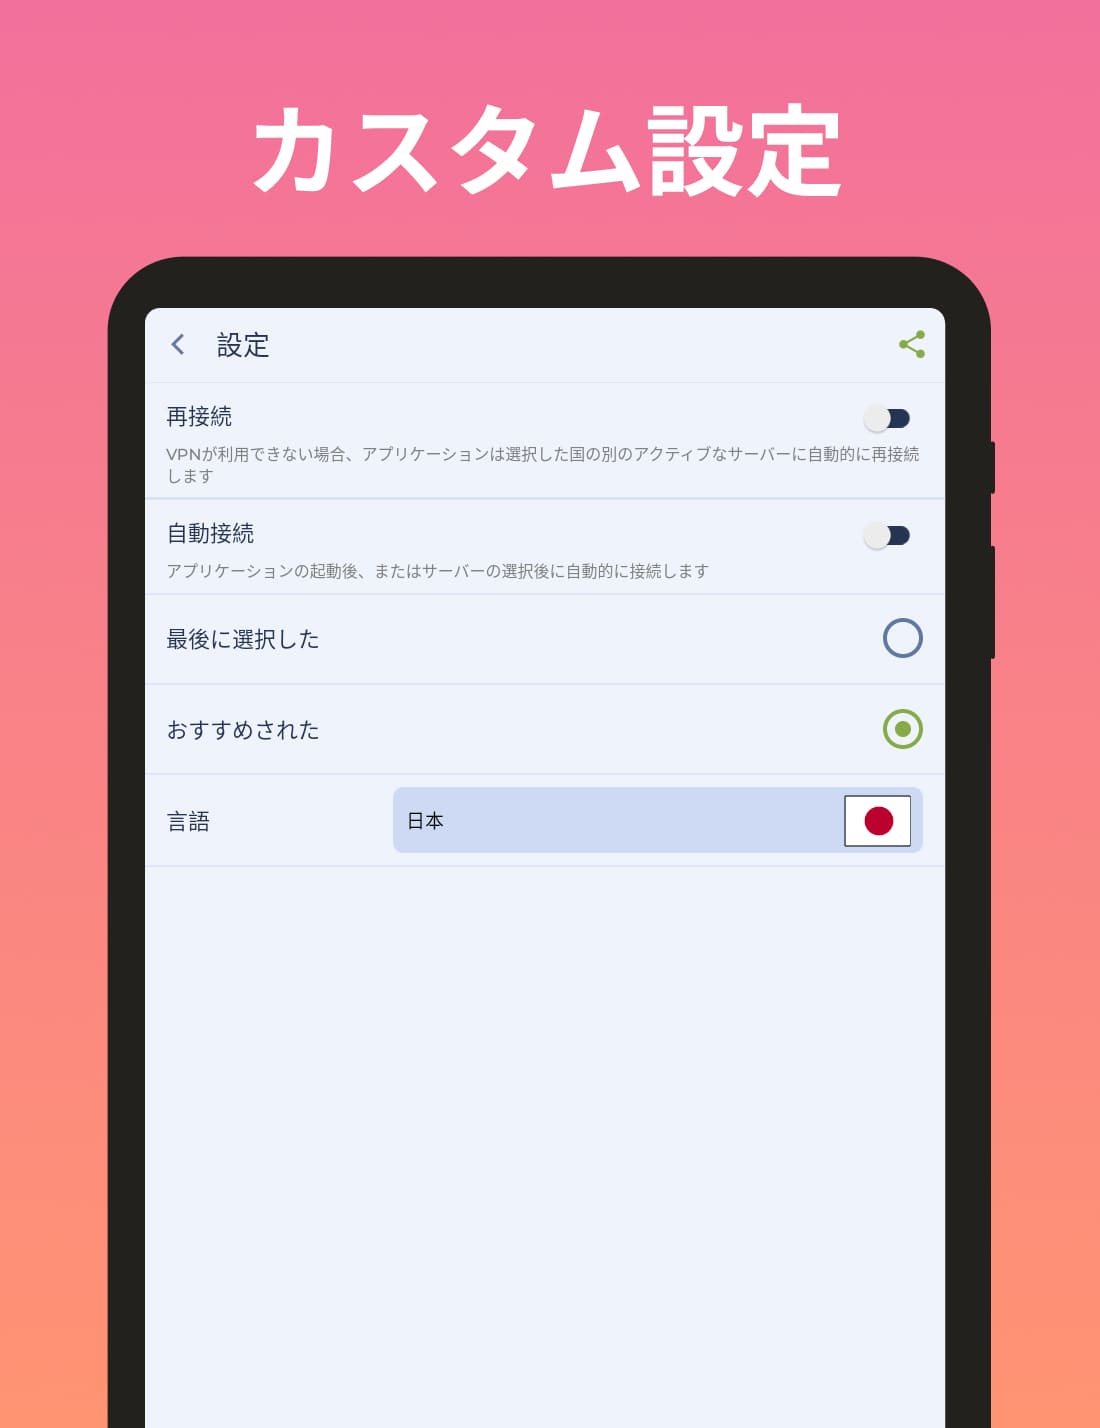 カスタム設定
設定
再接続
VPNが利用できない場合、アプリケーションは選択した国の別のアクティブなサーバーに自動的に再接続
します
自動接続
アプリケーションの起動後、またはサーバーの選択後に自動的に接続します
最後に選択した
おすすめされた
言語
日本